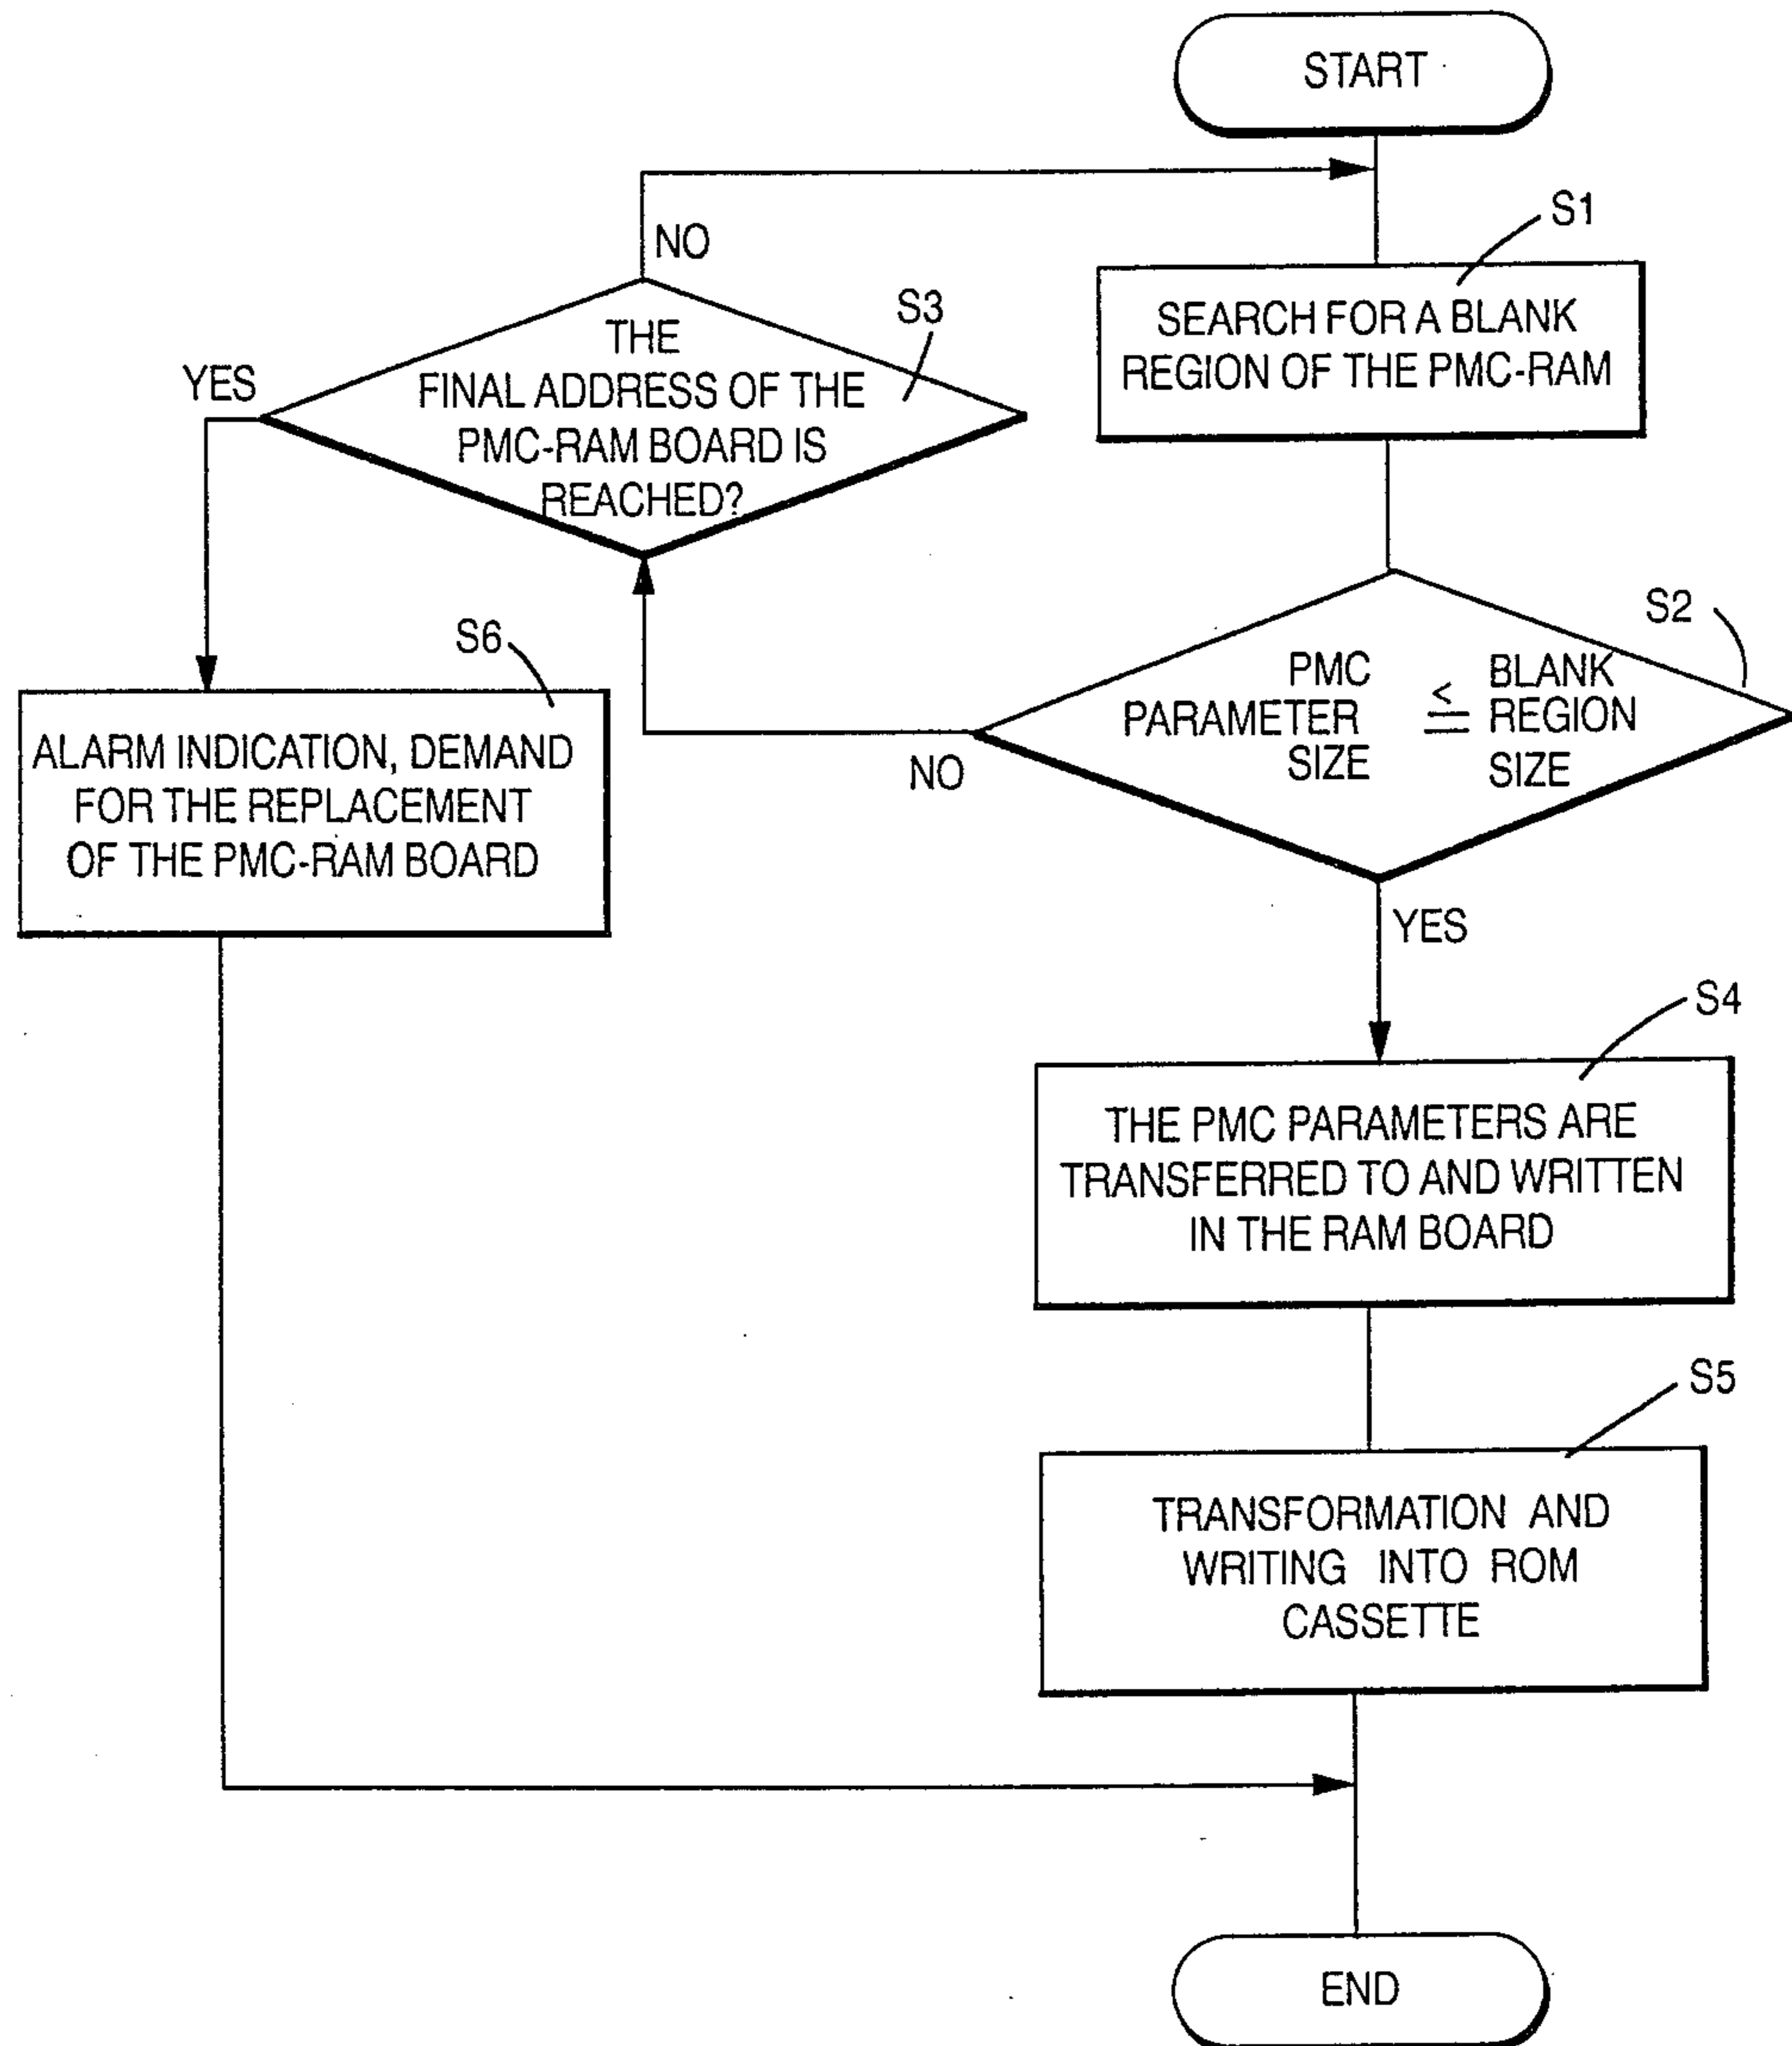 START
S1
SEARCH FOR A BLANK
REGION OF THE PMC-RAM
NO
S3
THE
FINAL ADDRESS OF THE
PMC-RAM BOARD IS
REACHED?
YES
S2
PMC
PARAMETER
SIZE
≦
BLANK
REGION
SIZE
NO
YES
S6
ALARM INDICATION, DEMAND
FOR THE REPLACEMENT
OF THE PMC-RAM BOARD
S4
THE PMC PARAMETERS ARE
TRANSFERRED TO AND WRITTEN
IN THE RAM BOARD
S5
TRANSFORMATION AND
WRITING INTO ROM
CASSETTE
END